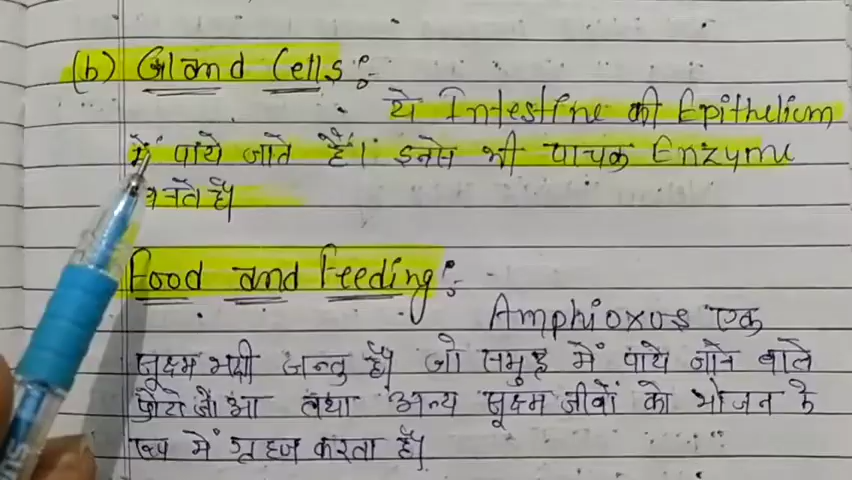 (b) Gland Cells :-
ये Intestine की Epithelium
में पाये जाते हैं। इनसे भी पाचक Enzyme
बनते है।
Food and Feeding :-
Amphioxus एक
सूक्ष्म भक्षी जन्तु है। जो समुद्र में पाये जाने वाले
प्रोटोजोआ तथा अन्य सूक्ष्म जीवों को भोजन के
रूप में ग्रहण करता है।